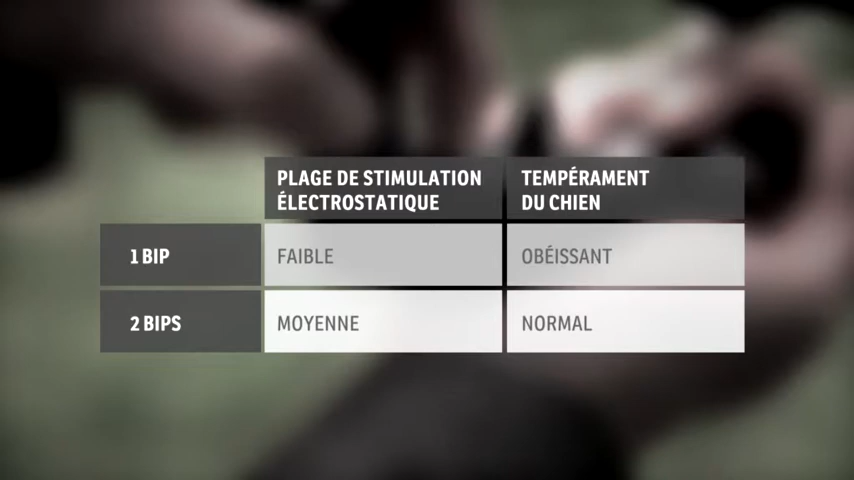 PLAGE DE STIMULATION
ÉLECTROSTATIQUE
TEMPÉRAMENT
DU CHIEN
1 BIP
FAIBLE
OBÉISSANT
2 BIPS
MOYENNE
NORMAL